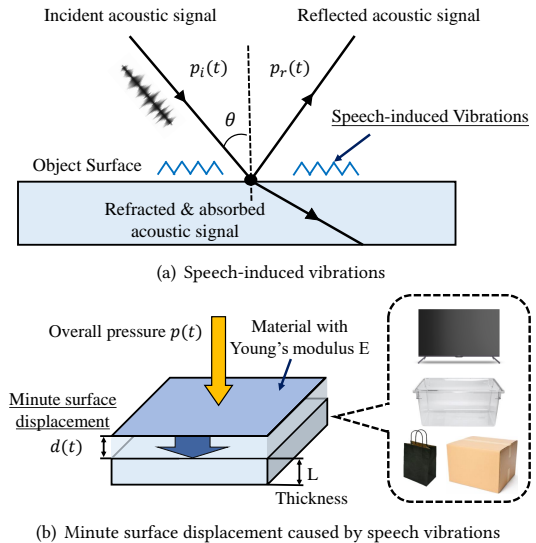 Incident acoustic signal
Reflected acoustic signal
p_i(t)
p_r(t)
θ
Speech-induced Vibrations
Object Surface
Refracted & absorbed
acoustic signal
(a) Speech-induced vibrations
Overall pressure p(t)
Material with
Young's modulus E
Minute surface
displacement
d(t)
L
Thickness
(b) Minute surface displacement caused by speech vibrations